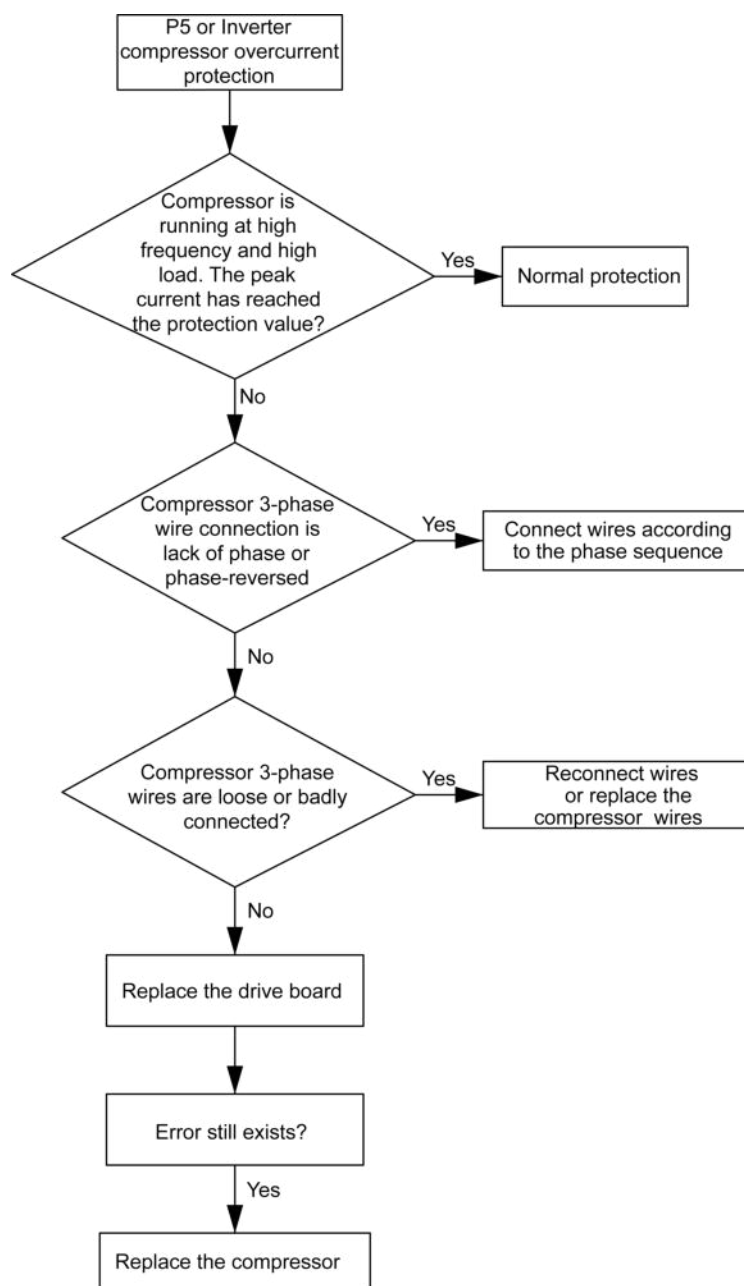 P5 or Inverter
compressor overcurrent
protection
Compressor is
running at high
frequency and high
load. The peak
current has reached
the protection value?
Yes
Normal protection
No
Compressor 3-phase
wire connection is
lack of phase or
phase-reversed
Yes
Connect wires according
to the phase sequence
No
Compressor 3-phase
wires are loose or badly
connected?
Yes
Reconnect wires
or replace the
compressor wires
No
Replace the drive board
Error still exists?
Yes
Replace the compressor